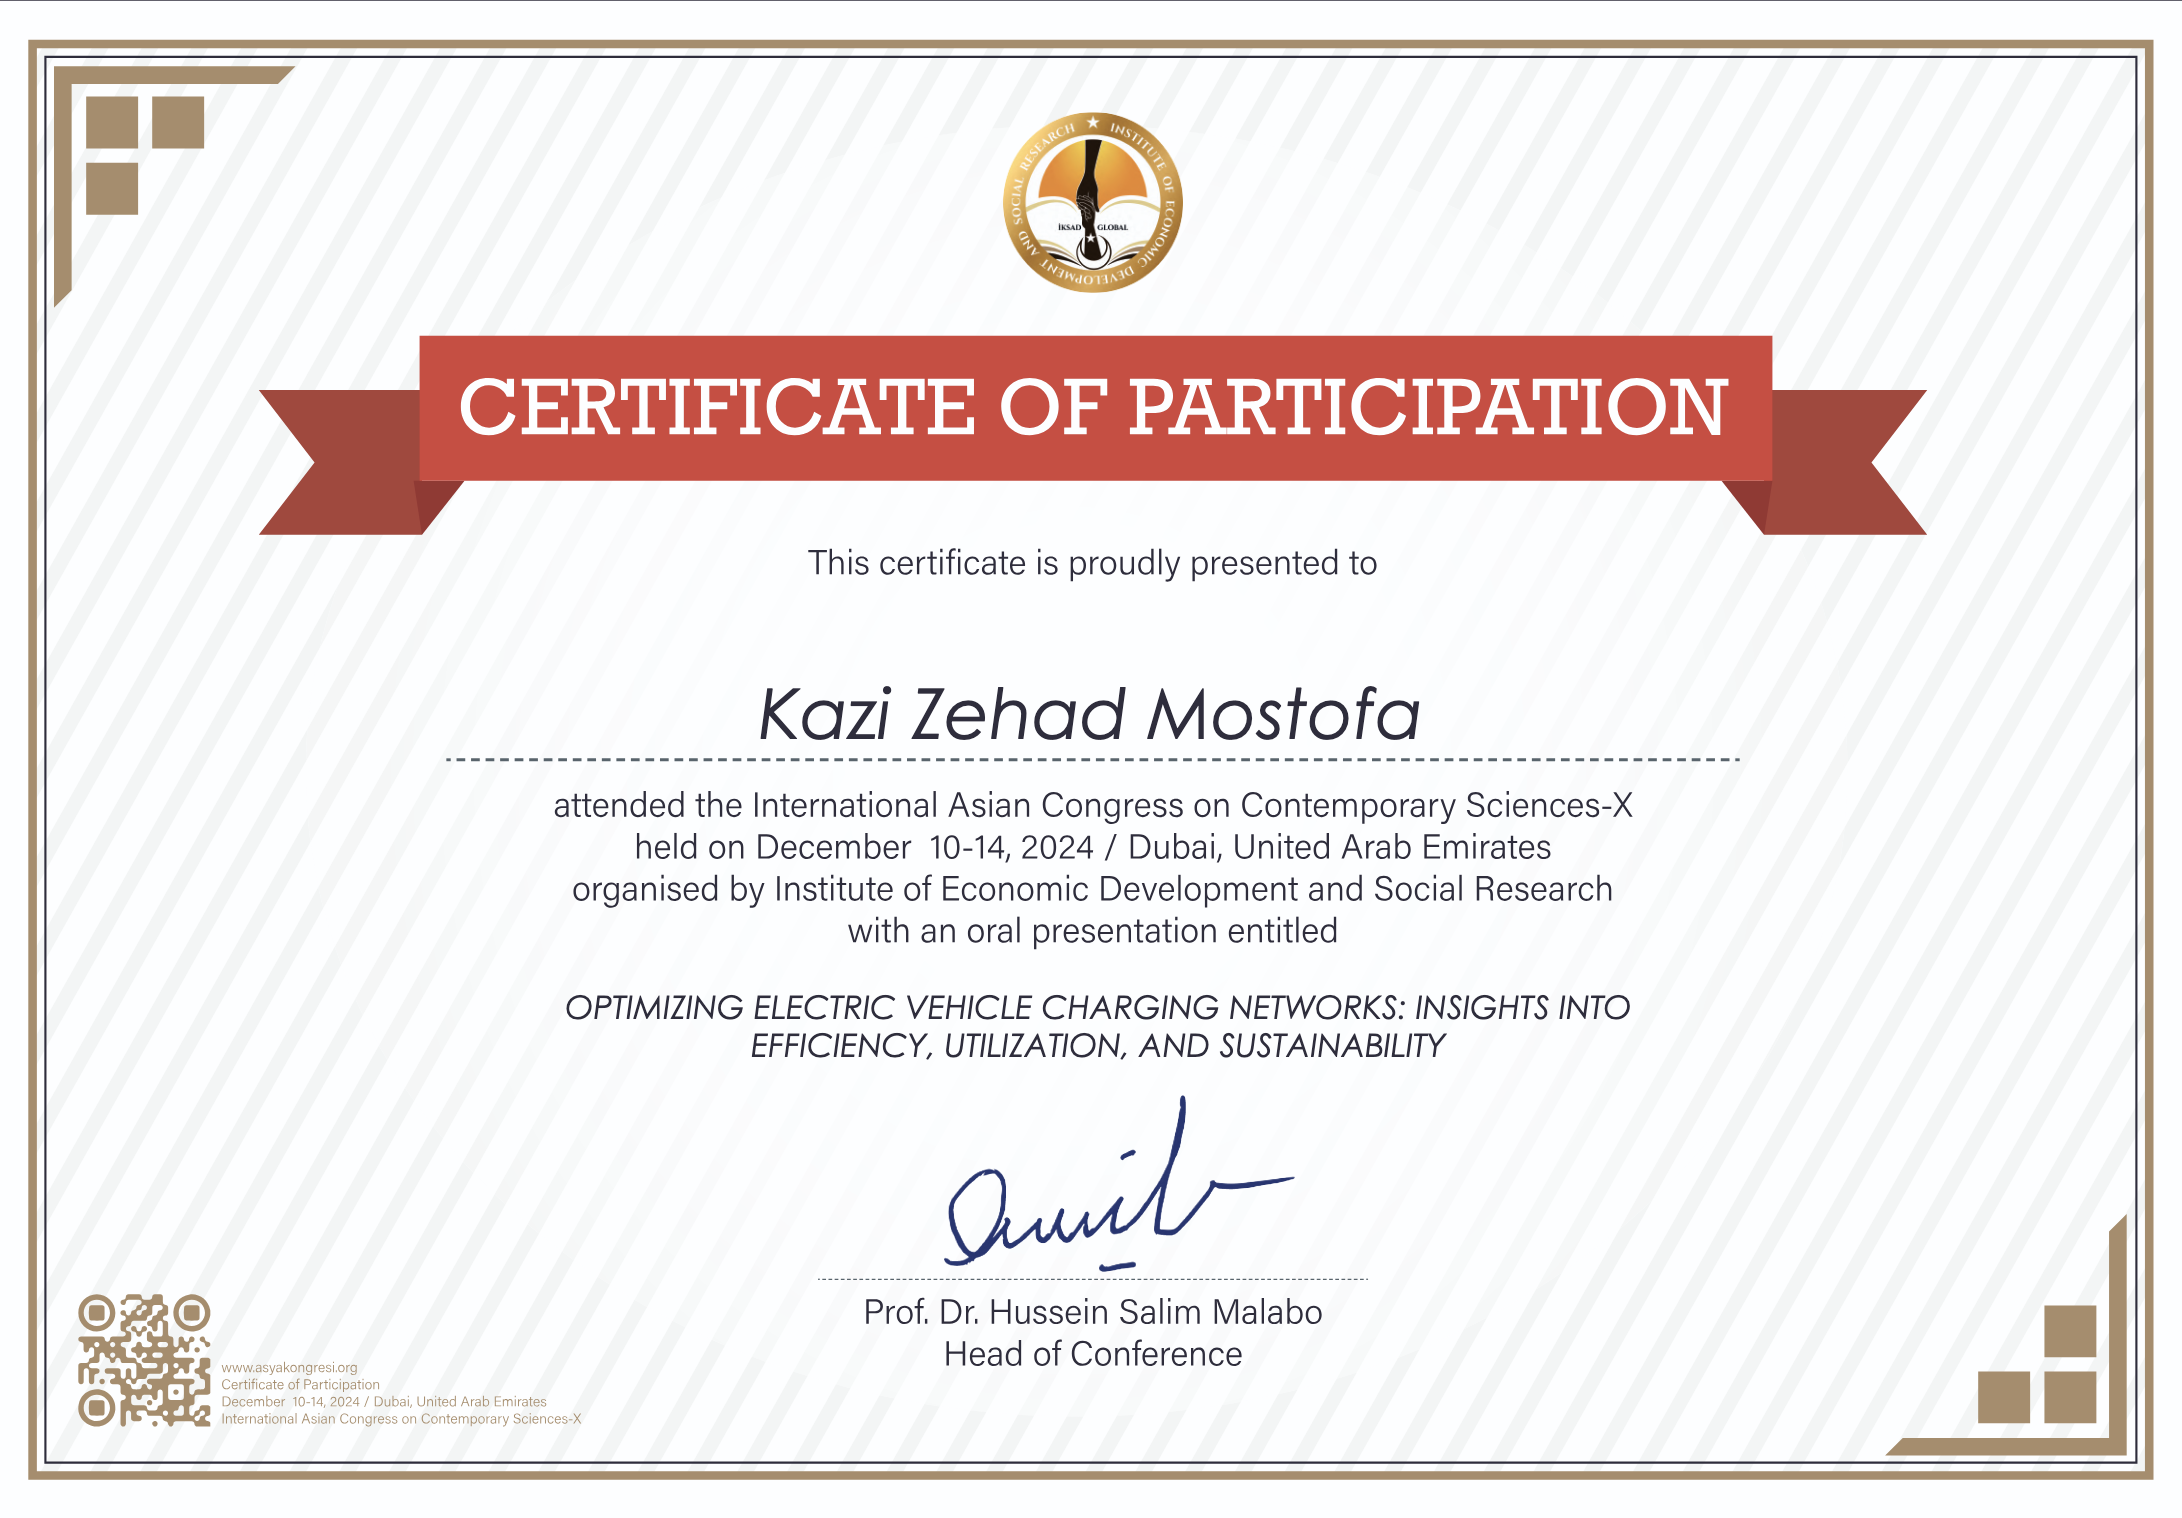 SOCIAL RESEARCH ★ INSTITUTE OF ECONOMIC DEVELOPMENT AND
İKSAD GLOBAL
CERTIFICATE OF PARTICIPATION
This certificate is proudly presented to
Kazi Zehad Mostofa
attended the International Asian Congress on Contemporary Sciences-X
held on December 10-14, 2024 / Dubai, United Arab Emirates
organised by Institute of Economic Development and Social Research
with an oral presentation entitled
OPTIMIZING ELECTRIC VEHICLE CHARGING NETWORKS: INSIGHTS INTO
EFFICIENCY, UTILIZATION, AND SUSTAINABILITY
Prof. Dr. Hussein Salim Malabo
Head of Conference
www.asyakongresi.org
Certificate of Participation
December 10-14, 2024 / Dubai, United Arab Emirates
International Asian Congress on Contemporary Sciences-X